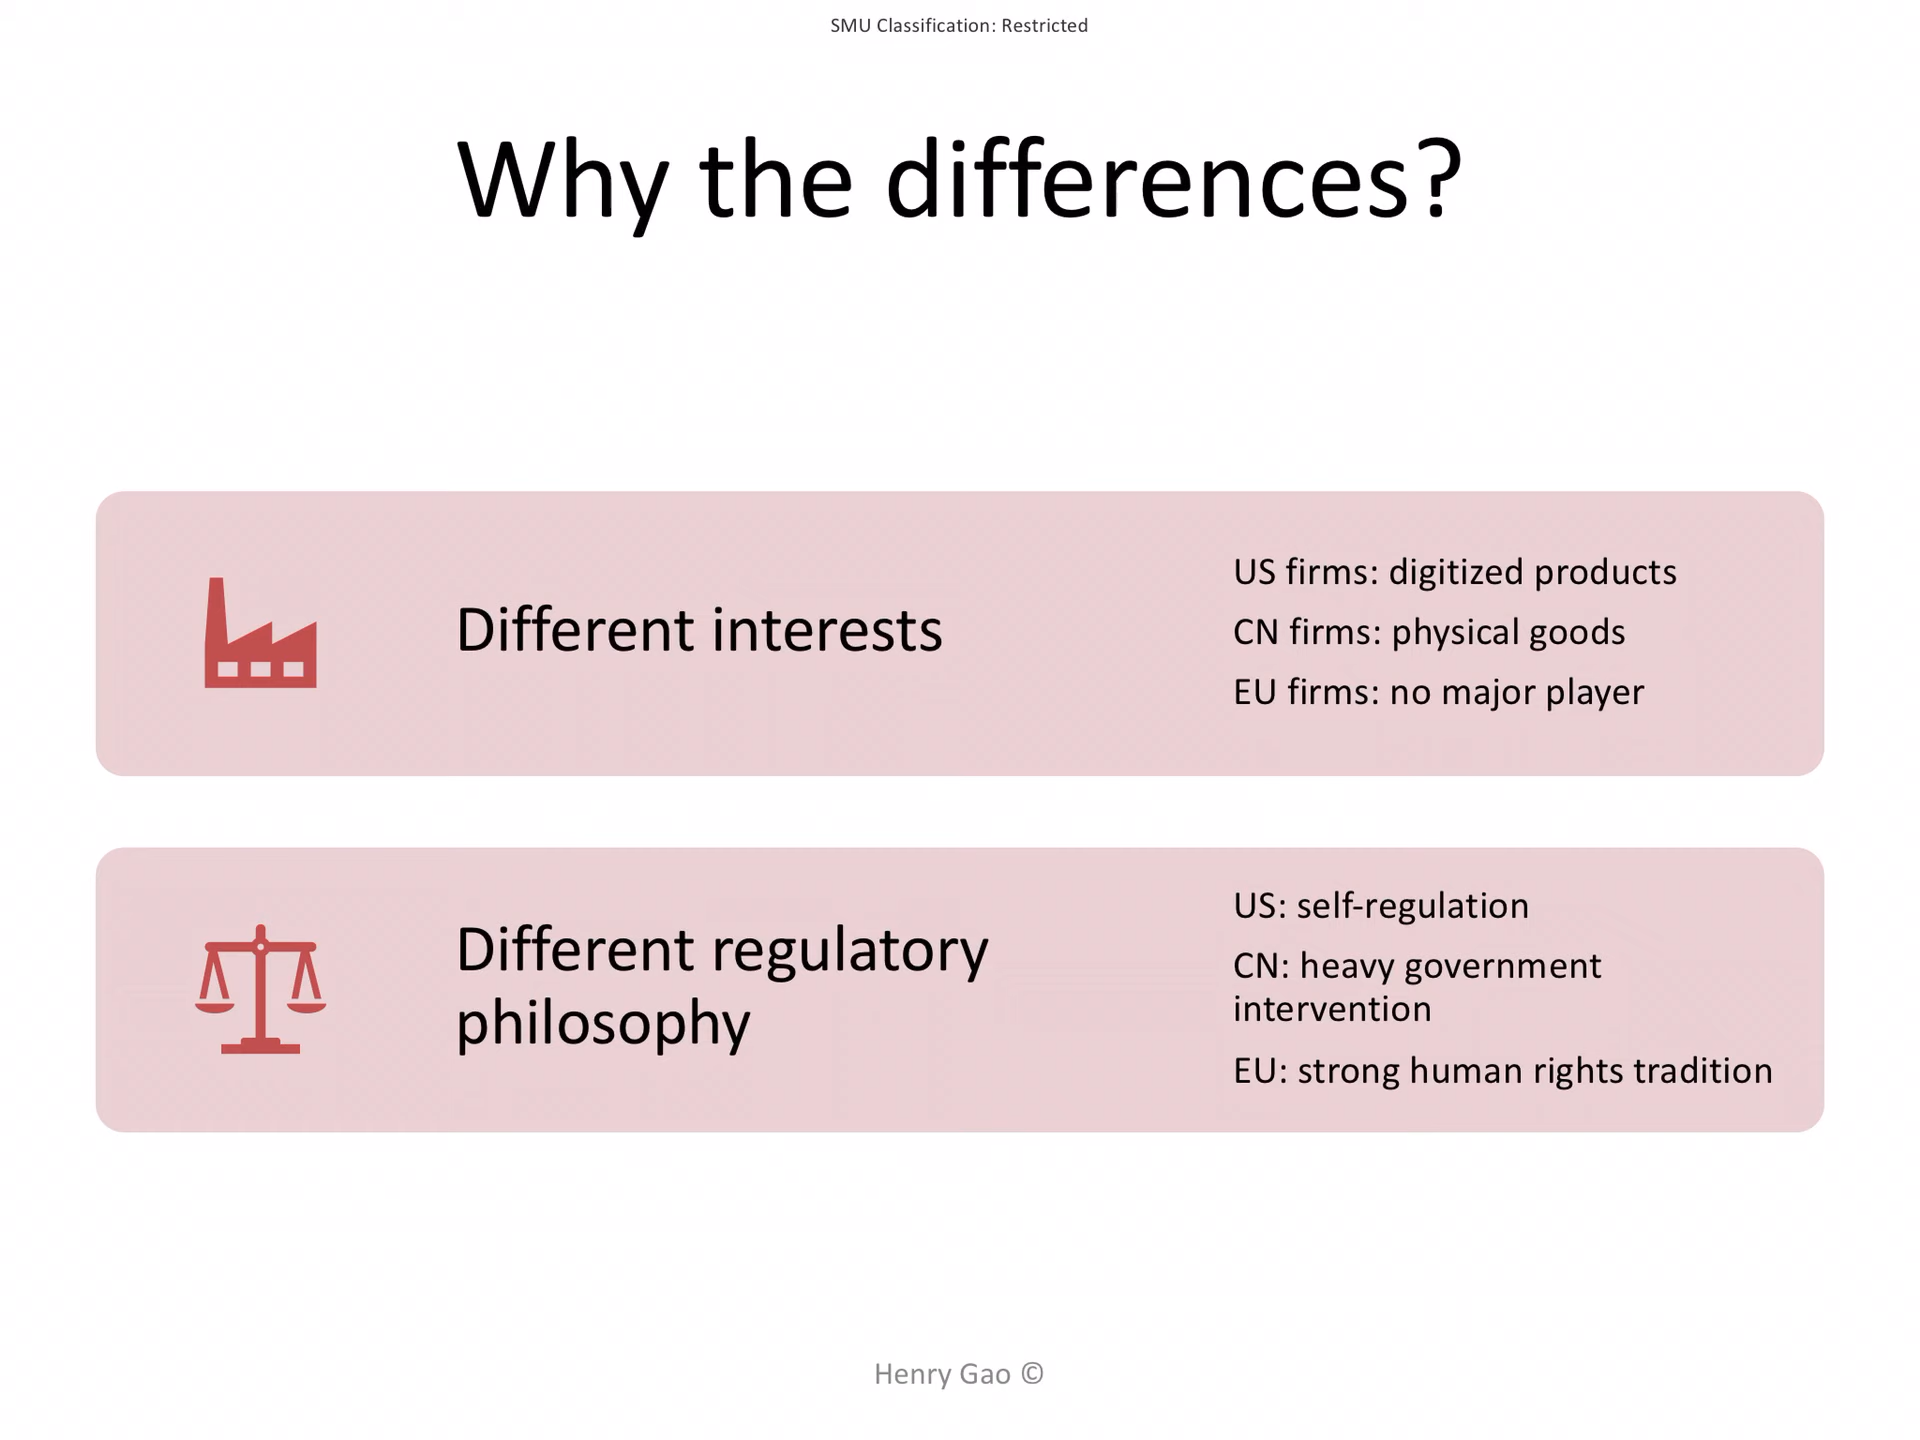 SMU Classification: Restricted
Why the differences?
Different interests
US firms: digitized products
CN firms: physical goods
EU firms: no major player
Different regulatory
philosophy
US: self-regulation
CN: heavy government
intervention
EU: strong human rights tradition
Henry Gao ©